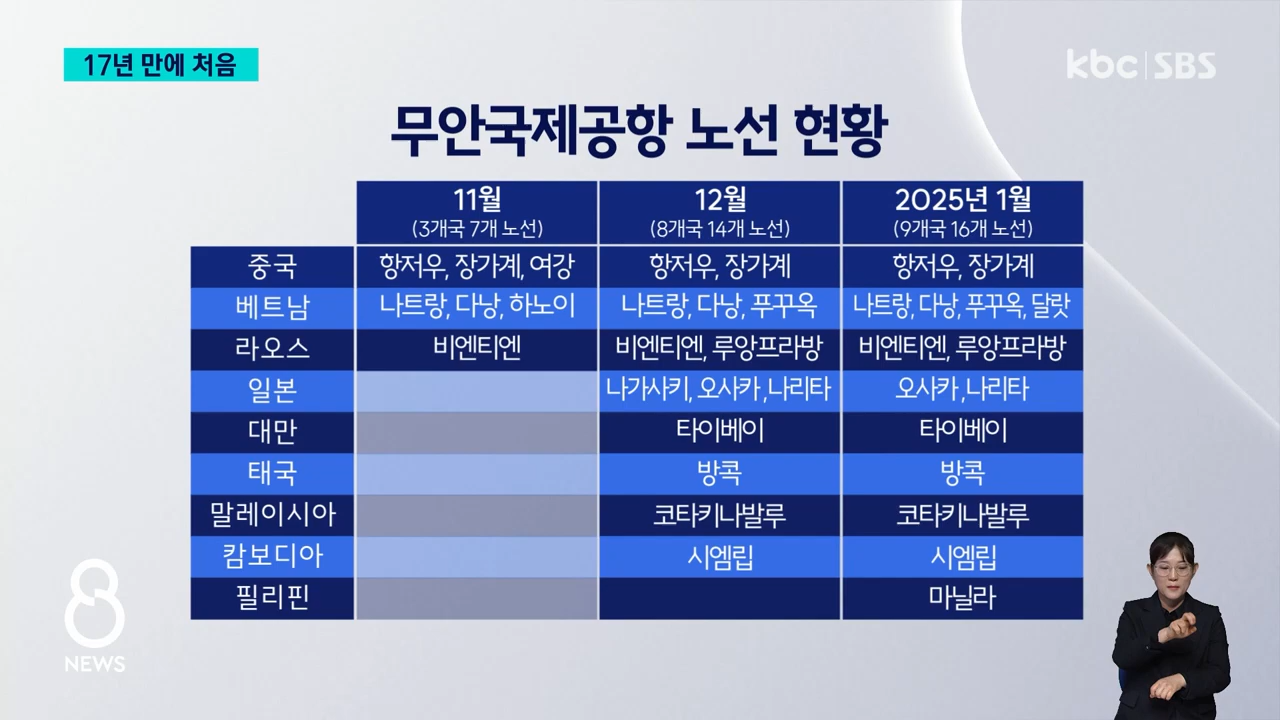 17년 만에 처음
kbc SBS
무안국제공항 노선 현황
11월 12월 2025년 1월
(3개국 7개 노선) (8개국 14개 노선) (9개국 16개 노선)
중국 항저우, 장가계, 여강 항저우, 장가계 항저우, 장가계
베트남 나트랑, 다낭, 하노이 나트랑, 다낭, 푸꾸옥 나트랑, 다낭, 푸꾸옥, 달랏
라오스 비엔티엔 비엔티엔, 루앙프라방 비엔티엔, 루앙프라방
일본 나가사키, 오사카 ,나리타 오사카 ,나리타
대만 타이베이 타이베이
태국 방콕 방콕
말레이시아 코타키나발루 코타키나발루
캄보디아 시엠립 시엠립
필리핀 마닐라
8
NEWS